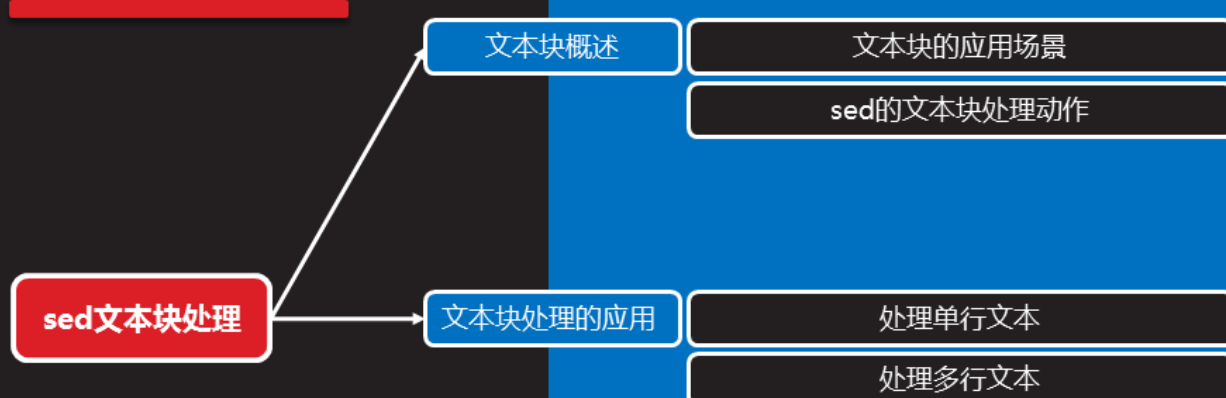 文本块概述
文本块的应用场景
sed的文本块处理动作
sed文本块处理
文本块处理的应用
处理单行文本
处理多行文本